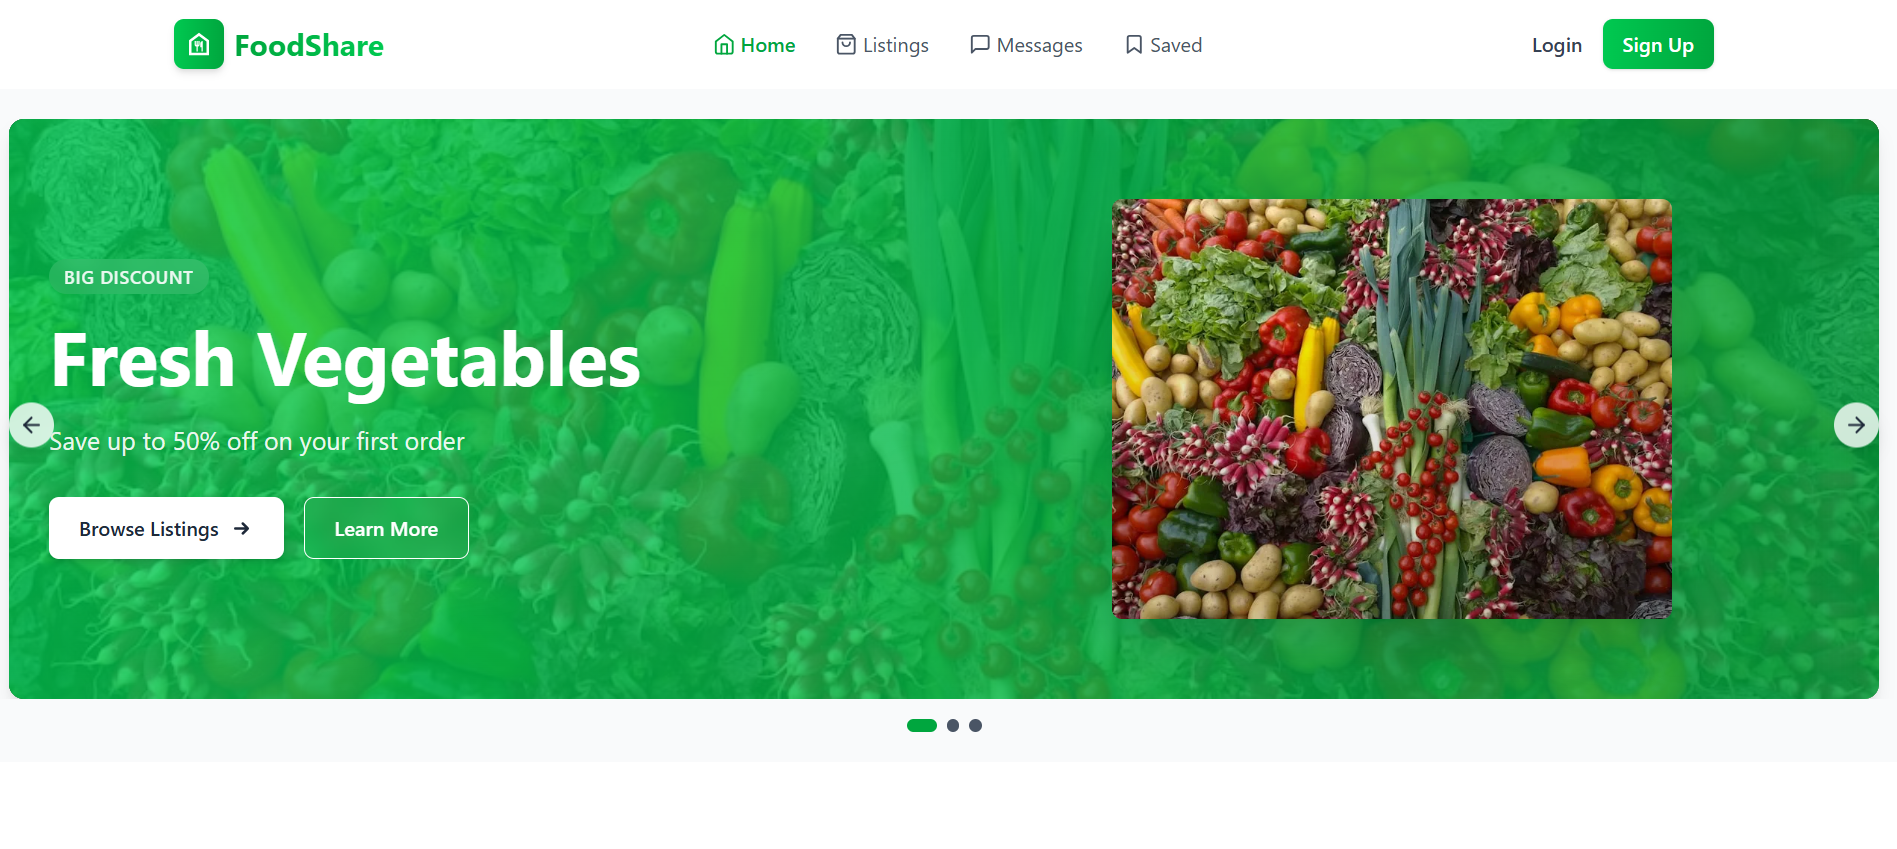 FoodShare
Home
Listings
Messages
Saved
Login
Sign Up
BIG DISCOUNT
Fresh Vegetables
Save up to 50% off on your first order
Browse Listings
Learn More